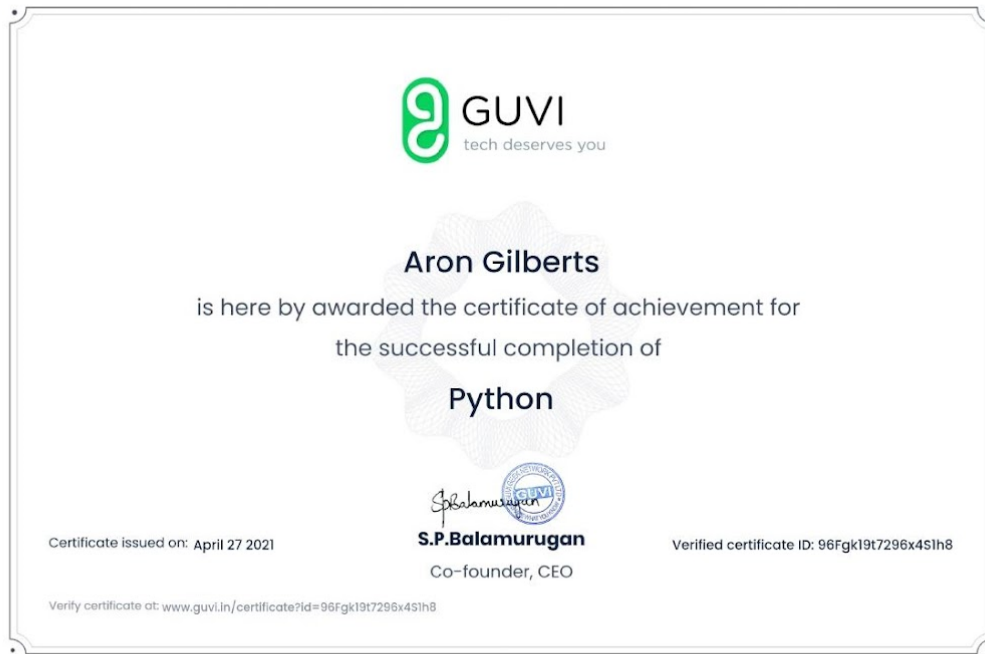 GUVI
tech deserves you
Aron Gilberts
is here by awarded the certificate of achievement for
the successful completion of
Python
GUVI
S.P.Balamurugan
Co-founder, CEO
Certificate issued on: April 27 2021
Verified certificate ID: 96Fgk19t7296x4S1h8
Verify certificate at: www.guvi.in/certificate?id=96Fgk19t7296x4S1h8